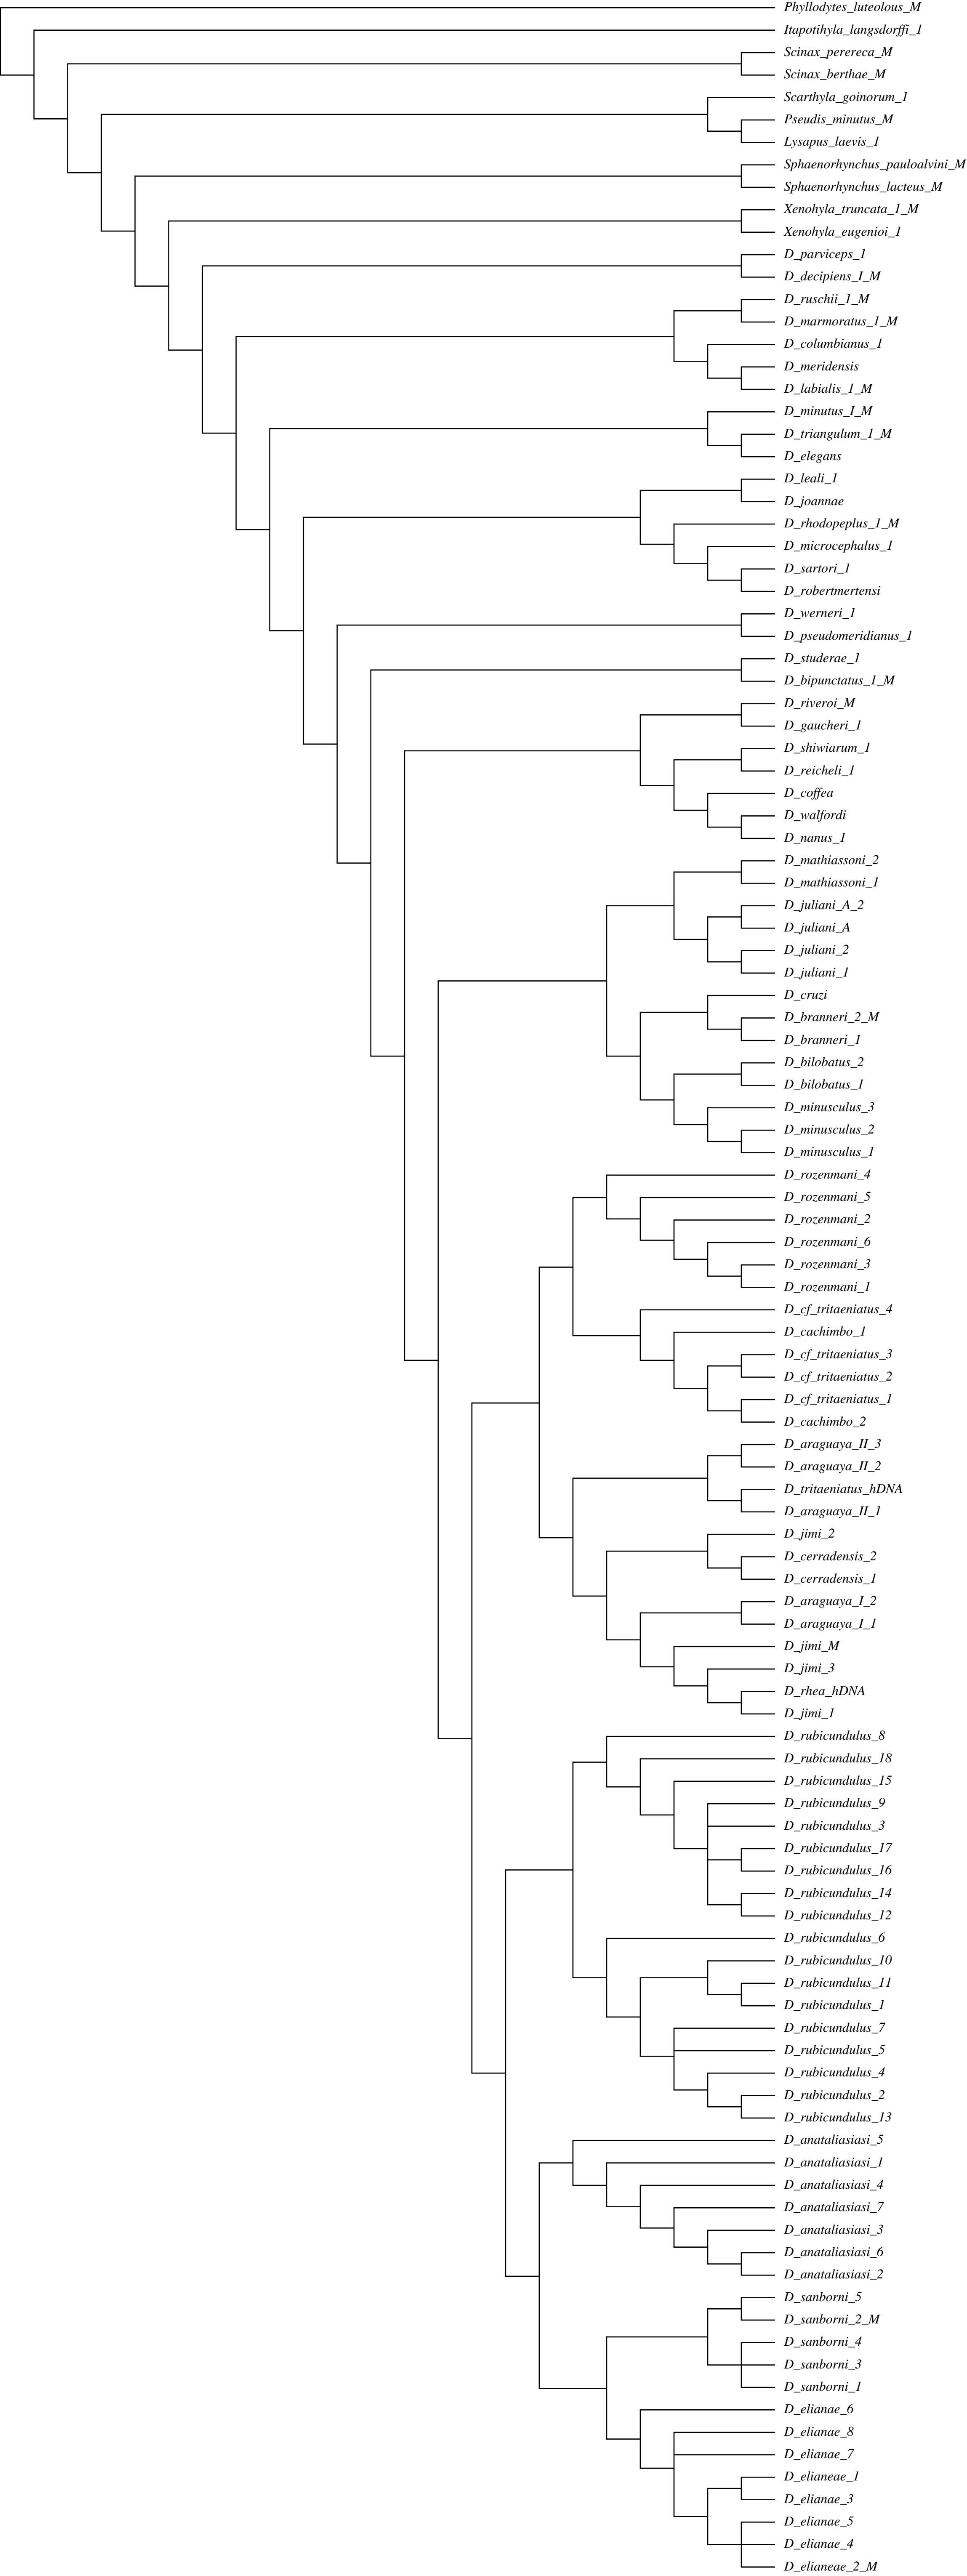 Phyllodytes_luteolous_M
Itapotihyla_langsdorffi_1
Scinax_perereca_M
Scinax_berthae_M
Scarthyla_goinorum_1
Pseudis_minutus_M
Lysapus_laevis_1
Sphaenorhynchus_pauloalvini_M
Sphaenorhynchus_lacteus_M
Xenohyla_truncata_1_M
Xenohyla_eugenioi_1
D_parviceps_1
D_decipiens_I_M
D_ruschii_1_M
D_marmoratus_1_M
D_columbianus_1
D_meridensis
D_labialis_1_M
D_minutus_I_M
D_triangulum_1_M
D_elegans
D_leali_1
D_joannae
D_rhodopeplus_1_M
D_microcephalus_1
D_sartori_1
D_robertmertensi
D_werneri_1
D_pseudomeridianus_1
D_studerae_1
D_bipunctatus_1_M
D_riveroi_M
D_gaucheri_1
D_shiwiarum_1
D_reicheli_1
D_coffea
D_walfordi
D_nanus_1
D_mathiassoni_2
D_mathiassoni_1
D_juliani_A_2
D_juliani_A
D_juliani_2
D_juliani_1
D_cruzi
D_branneri_2_M
D_branneri_1
D_bilobatus_2
D_bilobatus_1
D_minusculus_3
D_minusculus_2
D_minusculus_1
D_rozenmani_4
D_rozenmani_5
D_rozenmani_2
D_rozenmani_6
D_rozenmani_3
D_rozenmani_1
D_cf_tritaeniatus_4
D_cachimbo_1
D_cf_tritaeniatus_3
D_cf_tritaeniatus_2
D_cf_tritaeniatus_1
D_cachimbo_2
D_araguaya_II_3
D_araguaya_II_2
D_tritaeniatus_hDNA
D_araguaya_II_1
D_jimi_2
D_cerradensis_2
D_cerradensis_1
D_araguaya_I_2
D_araguaya_I_1
D_jimi_M
D_jimi_3
D_rhea_hDNA
D_jimi_1
D_rubicundulus_8
D_rubicundulus_18
D_rubicundulus_15
D_rubicundulus_9
D_rubicundulus_3
D_rubicundulus_17
D_rubicundulus_16
D_rubicundulus_14
D_rubicundulus_12
D_rubicundulus_6
D_rubicundulus_10
D_rubicundulus_11
D_rubicundulus_1
D_rubicundulus_7
D_rubicundulus_5
D_rubicundulus_4
D_rubicundulus_2
D_rubicundulus_13
D_anataliasiasi_5
D_anataliasiasi_1
D_anataliasiasi_4
D_anataliasiasi_7
D_anataliasiasi_3
D_anataliasiasi_6
D_anataliasiasi_2
D_sanborni_5
D_sanborni_2_M
D_sanborni_4
D_sanborni_3
D_sanborni_1
D_elianae_6
D_elianae_8
D_elianae_7
D_elianeae_1
D_elianae_3
D_elianae_5
D_elianae_4
D_elianeae_2_M